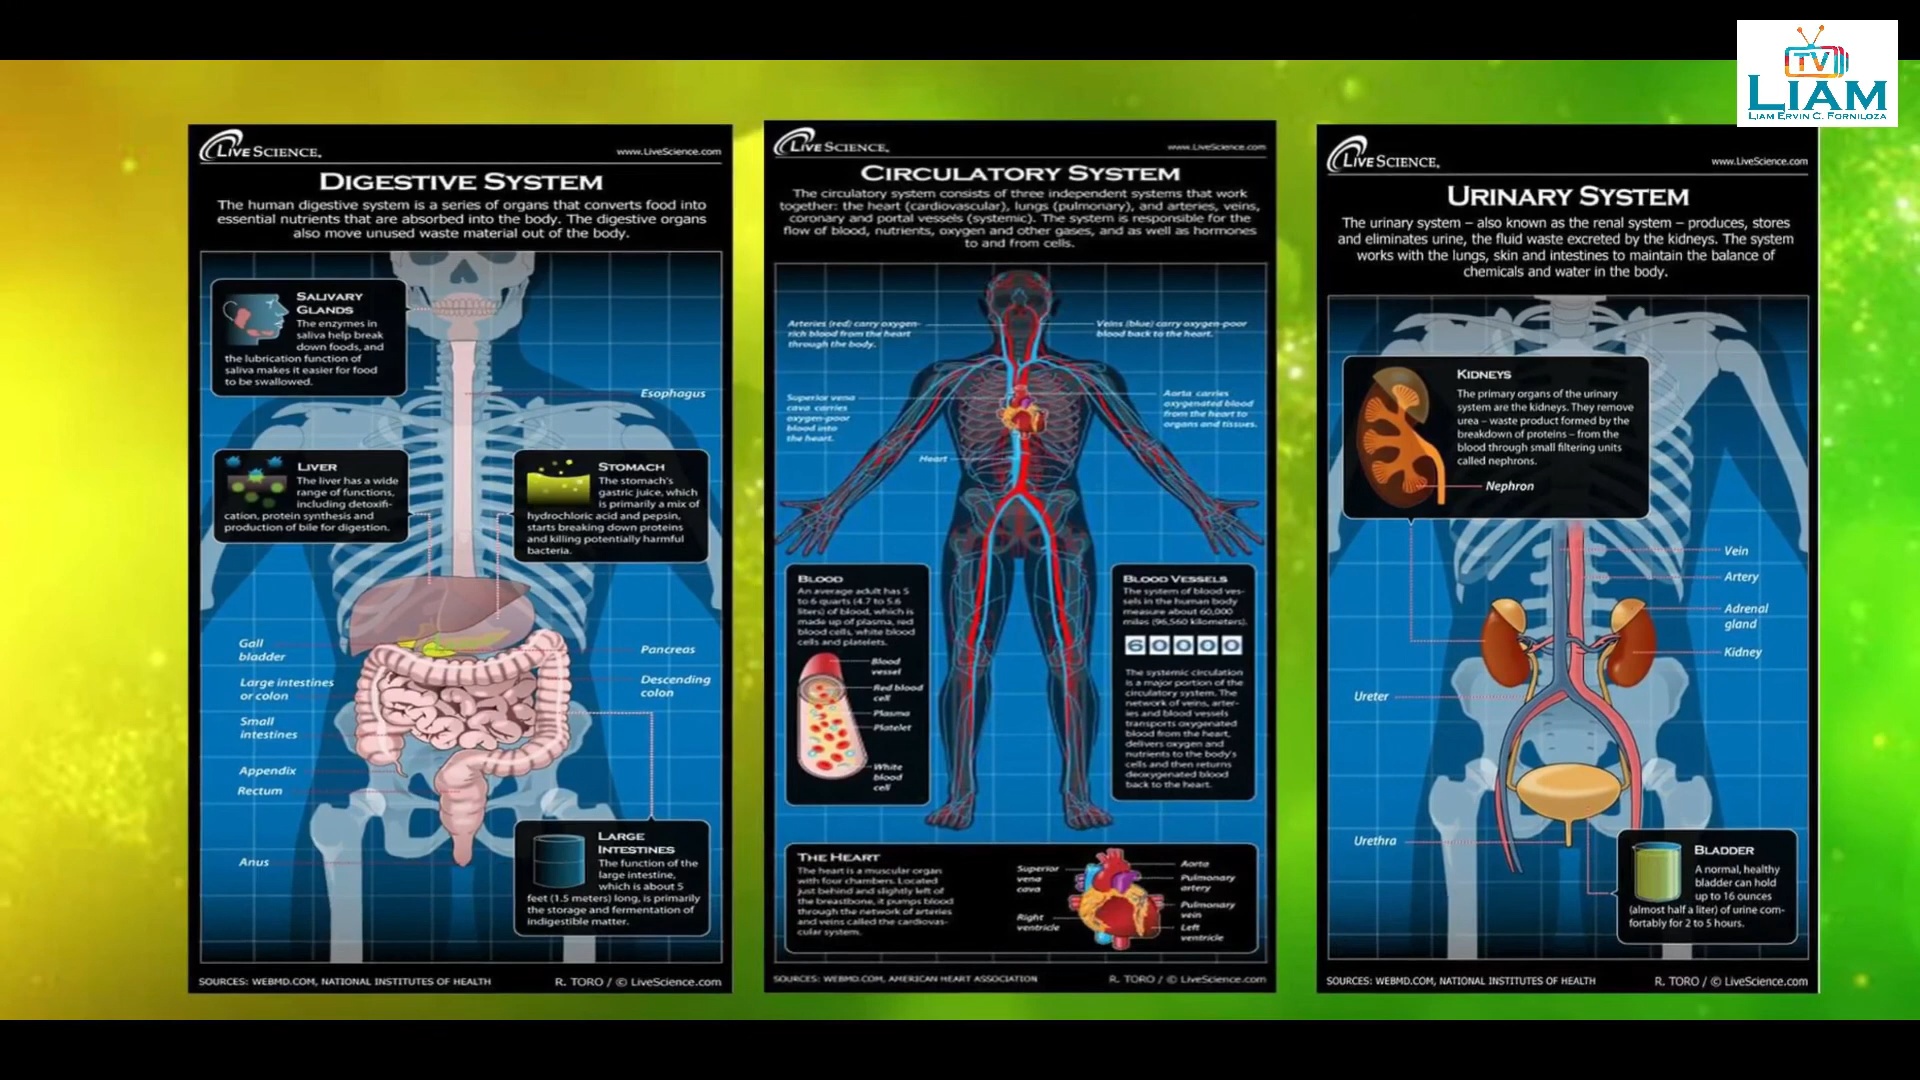 TV
LIAM
LIAM ERVIN C. FORNILOZA
LIVESCIENCE.
www.LiveScience.com
DIGESTIVE SYSTEM
The human digestive system is a series of organs that converts food into
essential nutrients that are absorbed into the body. The digestive organs
also move unused waste material out of the body.
SALIVARY
GLANDS
The enzymes in
saliva help break
down foods, and
the lubrication function of
saliva makes it easier for food
to be swallowed.
Esophagus
LIVER
The liver has a wide
range of functions,
including detoxifi-
cation, protein synthesis and
production of bile for digestion.
STOMACH
The stomach's
gastric juice, which
is primarily a mix of
hydrochloric acid and pepsin,
starts breaking down proteins
and killing potentially harmful
bacteria.
Gall
bladder
Large intestines
or colon
Small
intestines
Appendix
Rectum
Anus
Pancreas
Descending
colon
LARGE
INTESTINES
The function of the
large intestine,
which is about 5
feet (1.5 meters) long, is primarily
the storage and fermentation of
indigestible matter.
SOURCES: WEBMD.COM, NATIONAL INSTITUTES OF HEALTH
R. TORO / © LiveScience.com
LIVESCIENCE.
www.LiveScience.com
CIRCULATORY SYSTEM
The circulatory system consists of three independent systems that work
together: the heart (cardiovascular), lungs (pulmonary), and arteries, veins,
coronary and portal vessels (systemic). The system is responsible for the
flow of blood, nutrients, oxygen and other gases, and as well as hormones
to and from cells.
Arteries (red) carry oxygen-
rich blood from the heart
through the body.
Veins (blue) carry oxygen-poor
blood back to the heart.
Superior vena
cava carries
oxygen-poor
blood into
the heart.
Aorta carries
oxygenated blood
from the heart to
organs and tissues.
Heart
BLOOD
An average adult has 5
to 6 quarts (4.7 to 5.6
liters) of blood, which is
made up of plasma, red
blood cells, white blood
cells and platelets.
Blood
vessel
Red blood
cell
Plasma
Platelet
White
blood
cell
BLOOD VESSELS
The system of blood ves-
sels in the human body
measure about 60,000
miles (96,560 kilometers).
60000
The systemic circulation
is a major portion of the
circulatory system. The
network of veins, arter-
ies and blood vessels
transports oxygenated
blood from the heart,
delivers oxygen and
nutrients to the body's
cells and then returns
deoxygenated blood
back to the heart.
THE HEART
The heart is a muscular organ
with four chambers. Located
just behind and slightly left of
the breastbone, it pumps blood
through the network of arteries
and veins called the cardiovas-
cular system.
Superior
vena
cava
Right
ventricle
Aorta
Pulmonary
artery
Pulmonary
vein
Left
ventricle
SOURCES: WEBMD.COM, AMERICAN HEART ASSOCIATION
R. TORO / © LiveScience.com
LIVESCIENCE.
www.LiveScience.com
URINARY SYSTEM
The urinary system – also known as the renal system – produces, stores
and eliminates urine, the fluid waste excreted by the kidneys. The system
works with the lungs, skin and intestines to maintain the balance of
chemicals and water in the body.
KIDNEYS
The primary organs of the urinary
system are the kidneys. They remove
urea – waste product formed by the
breakdown of proteins – from the
blood through small filtering units
called nephrons.
Nephron
Vein
Artery
Adrenal
gland
Kidney
Ureter
Urethra
BLADDER
A normal, healthy
bladder can hold
up to 16 ounces
(almost half a liter) of urine com-
fortably for 2 to 5 hours.
SOURCES: WEBMD.COM, NATIONAL INSTITUTES OF HEALTH
R. TORO / © LiveScience.com